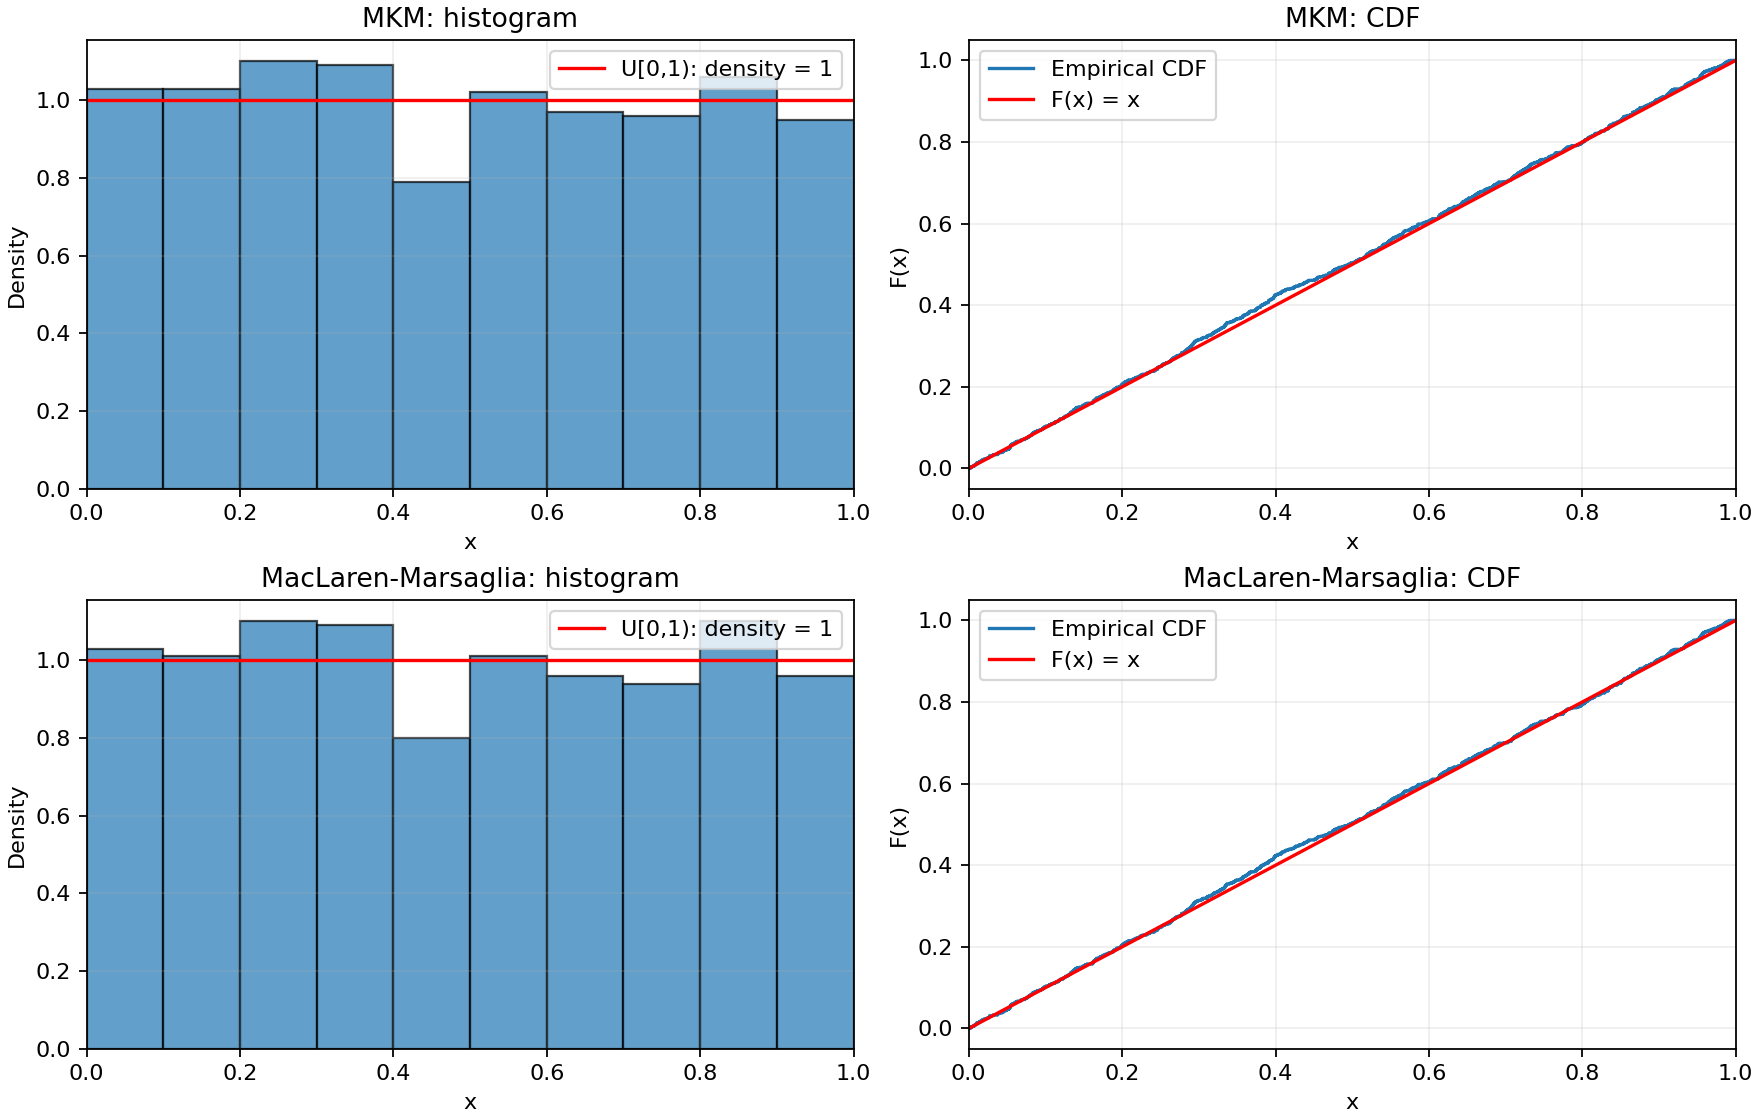 MKM: histogram
U[0,1): density = 1
Density
1.0
0.8
0.6
0.4
0.2
0.0
0.0 0.2 0.4 0.6 0.8 1.0
x
MKM: CDF
Empirical CDF
F(x) = x
F(x)
1.0
0.8
0.6
0.4
0.2
0.0
0.0 0.2 0.4 0.6 0.8 1.0
x
MacLaren-Marsaglia: histogram
U[0,1): density = 1
Density
1.0
0.8
0.6
0.4
0.2
0.0
0.0 0.2 0.4 0.6 0.8 1.0
x
MacLaren-Marsaglia: CDF
Empirical CDF
F(x) = x
F(x)
1.0
0.8
0.6
0.4
0.2
0.0
0.0 0.2 0.4 0.6 0.8 1.0
x